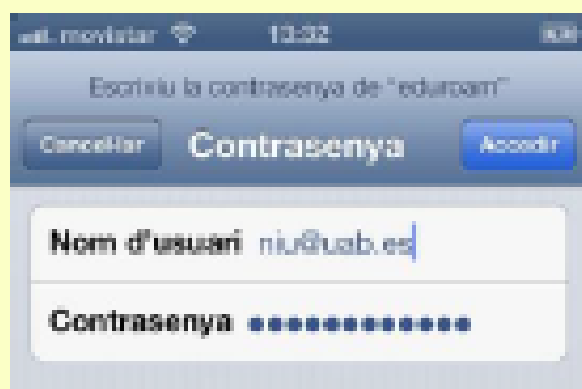 movistar 13:32
Escriviu la contrasenya de "eduroam"
Cancel·lar Contrasenya Accedir
Nom d'usuari niu@uab.es
Contrasenya ••••••••••••